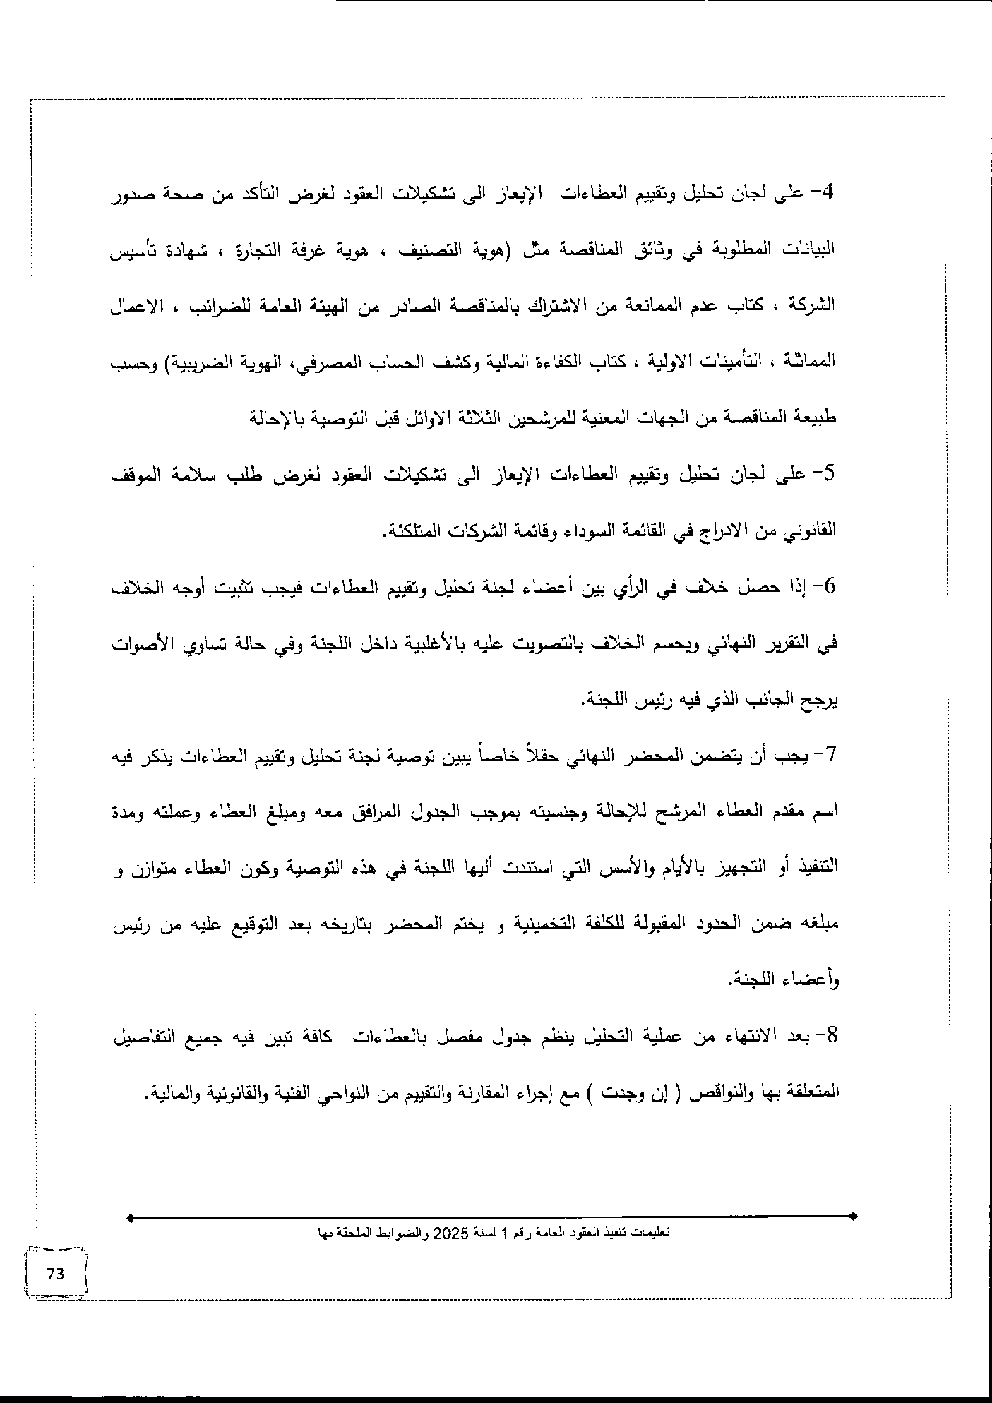 4- على لجان تحليل وتقييم العطاءات الإيعاز الى تشكيلات العقود لغرض التأكد من صحة صدور
البيانات المطلوبة في وثائق المناقصة مثل (هوية التصنيف ، هوية غرفة التجارة ، شهادة تأسيس
الشركة ، كتاب عدم الممانعة من الاشتراك بالمناقصة الصادر من الهيئة العامة للضرائب ، الاعمال
المماثلة ، التأمينات الاولية ، كتاب الكفاءة المالية وكشف الحساب المصرفي، الهوية الضريبية) وحسب
طبيعة المناقصة من الجهات المعنية للمرشحين الثلاثة الاوائل قبل التوصية بالإحالة
5- على لجان تحليل وتقييم العطاءات الإيعاز الى تشكيلات العقود لغرض طلب سلامة الموقف
القانوني من الادراج في القائمة السوداء وقائمة الشركات المتلكئة.
6- إذا حصل خلاف في الرأي بين أعضاء لجنة تحليل وتقييم العطاءات فيجب تثبيت أوجه الخلاف
في التقرير النهائي ويحسم الخلاف بالتصويت عليه بالأغلبية داخل اللجنة وفي حالة تساوي الأصوات
يرجح الجانب الذي فيه رئيس اللجنة.
7- يجب أن يتضمن المحضر النهائي حقلاً خاصاً يبين توصية لجنة تحليل وتقييم العطاءات يذكر فيه
اسم مقدم العطاء المرشح للإحالة وجنسيته بموجب الجدول المرافق معه ومبلغ العطاء وعملته ومدة
التنفيذ أو التجهيز بالأيام والأسس التي استندت أليها اللجنة في هذه التوصية وكون العطاء متوازن و
مبلغه ضمن الحدود المقبولة للكلفة التخمينية و يختم المحضر بتاريخه بعد التوقيع عليه من رئيس
وأعضاء اللجنة.
8- بعد الانتهاء من عملية التحليل ينظم جدول مفصل بالعطاءات كافة تبين فيه جميع التفاصيل
المتعلقة بها والنواقص ( إن وجدت ) مع إجراء المقارنة والتقييم من النواحي الفنية والقانونية والمالية.
تعليمات تنفيذ العقود العامة رقم 1 لسنة 2025 والضوابط الملحقة بها
73